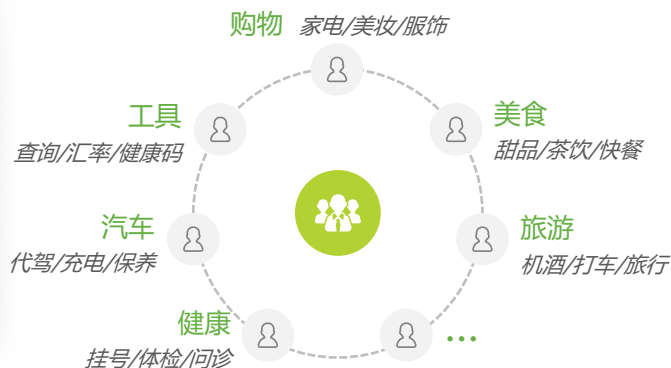 购物 家电/美妆/服饰
工具
查询/汇率/健康码
美食
甜品/茶饮/快餐
汽车
代驾/充电/保养
旅游
机酒/打车/旅行
健康
挂号/体检/问诊
...